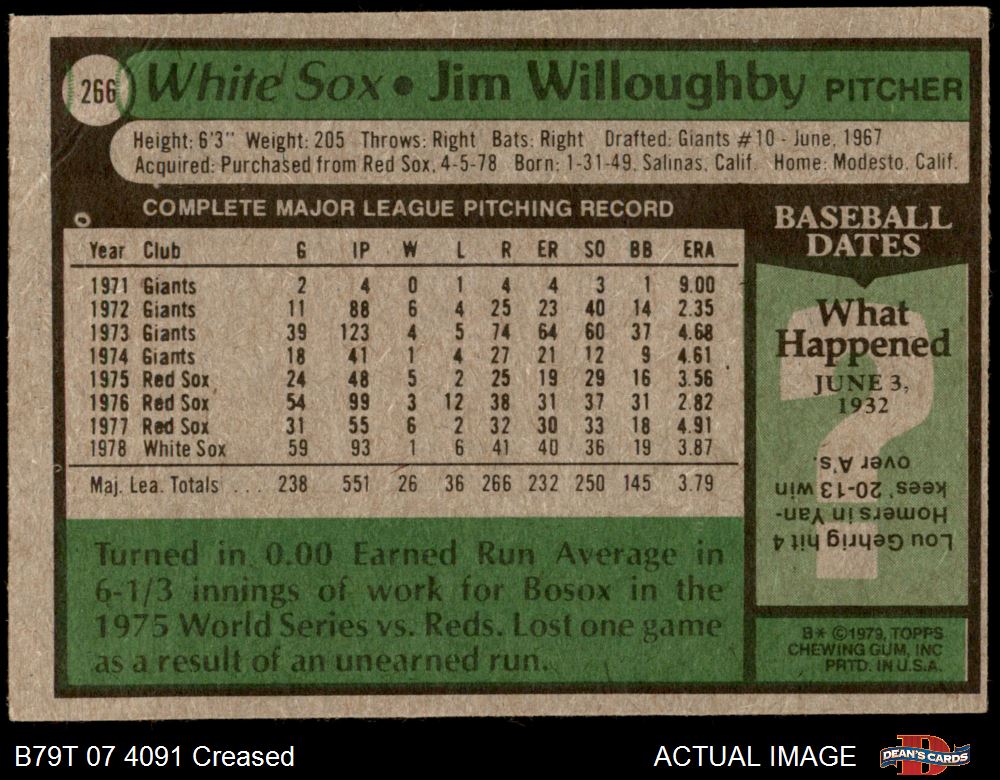 266 White Sox • Jim Willoughby PITCHER
Height: 6'3" Weight: 205 Throws: Right Bats: Right Drafted: Giants #10 - June, 1967
Acquired: Purchased from Red Sox, 4-5-78 Born: 1-31-49, Salinas, Calif. Home: Modesto, Calif.
COMPLETE MAJOR LEAGUE PITCHING RECORD
Year Club G IP W L R ER SO BB ERA
1971 Giants 2 4 0 1 4 4 3 1 9.00
1972 Giants 11 88 6 4 25 23 40 14 2.35
1973 Giants 39 123 4 5 74 64 60 37 4.68
1974 Giants 18 41 1 4 27 21 12 9 4.61
1975 Red Sox 24 48 5 2 25 19 29 16 3.56
1976 Red Sox 54 99 3 12 38 31 37 31 2.82
1977 Red Sox 31 55 6 2 32 30 33 18 4.91
1978 White Sox 59 93 1 6 41 40 36 19 3.87
Maj. Lea. Totals ... 238 551 26 36 266 232 250 145 3.79
Turned in 0.00 Earned Run Average in
6-1/3 innings of work for Bosox in the
1975 World Series vs. Reds. Lost one game
as a result of an unearned run.
BASEBALL
DATES
What
Happened
JUNE 3,
1932
?
Lou Gehrig hit 4
Homers in Yan-
kees' 20-13 win
over A's.
B* ©1979, TOPPS
CHEWING GUM, INC
PRTD. IN U.S.A.
B79T 07 4091 Creased
ACTUAL IMAGE
D
DEAN'S CARDS